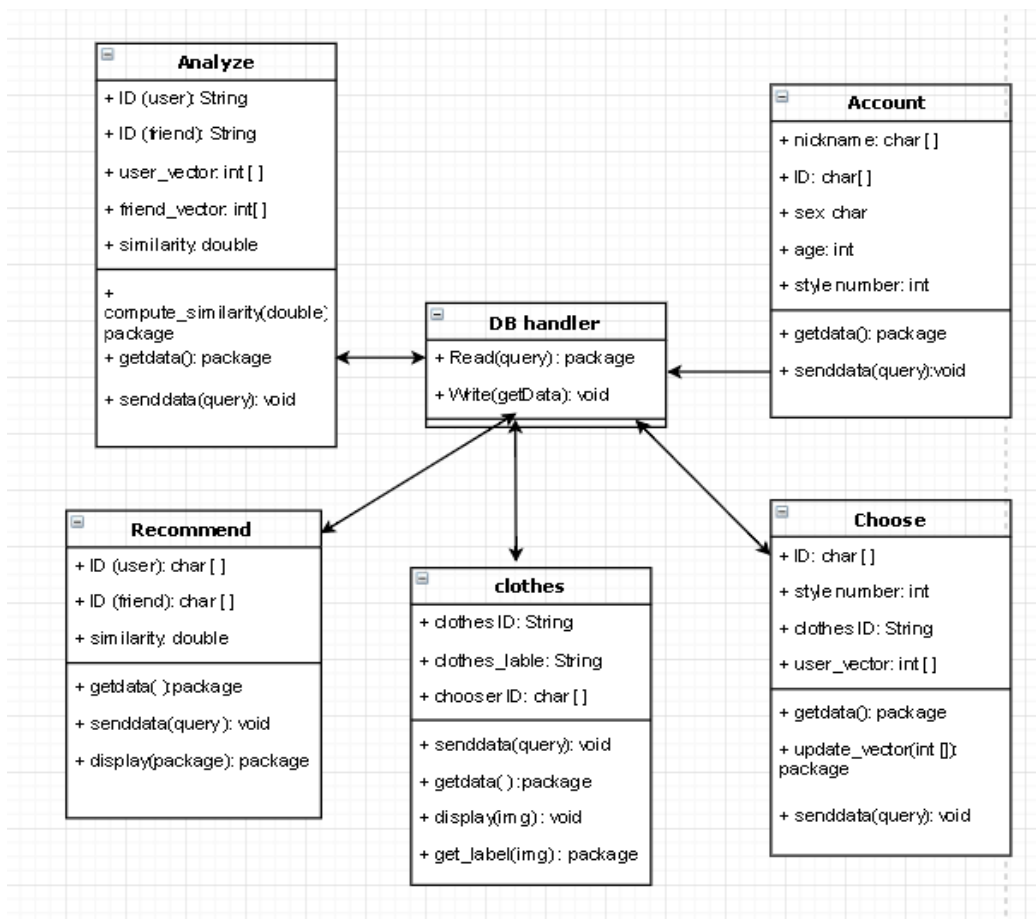 Analyze
+ ID (user): String
+ ID (friend): String
+ user_vector: int [ ]
+ friend_vector: int[ ]
+ similarity: double
+
compute_similarity(double)
package
+ getdata(): package
+ senddata(query): void
Account
+ nickname: char [ ]
+ ID: char[ ]
+ sex: char
+ age: int
+ style number: int
+ getdata(): package
+ senddata(query):void
DB handler
+ Read(query): package
+ Write(getData): void
Recommend
+ ID (user): char [ ]
+ ID (friend): char [ ]
+ similarity: double
+ getdata( ):package
+ senddata(query): void
+ display(package): package
clothes
+ clothes ID: String
+ clothes_lable: String
+ chooser ID: char [ ]
+ senddata(query): void
+ getdata( ):package
+ display(img): void
+ get_label(img): package
Choose
+ ID: char [ ]
+ style number: int
+ clothes ID: String
+ user_vector: int [ ]
+ getdata(): package
+ update_vector(int []):
package
+ senddata(query): void